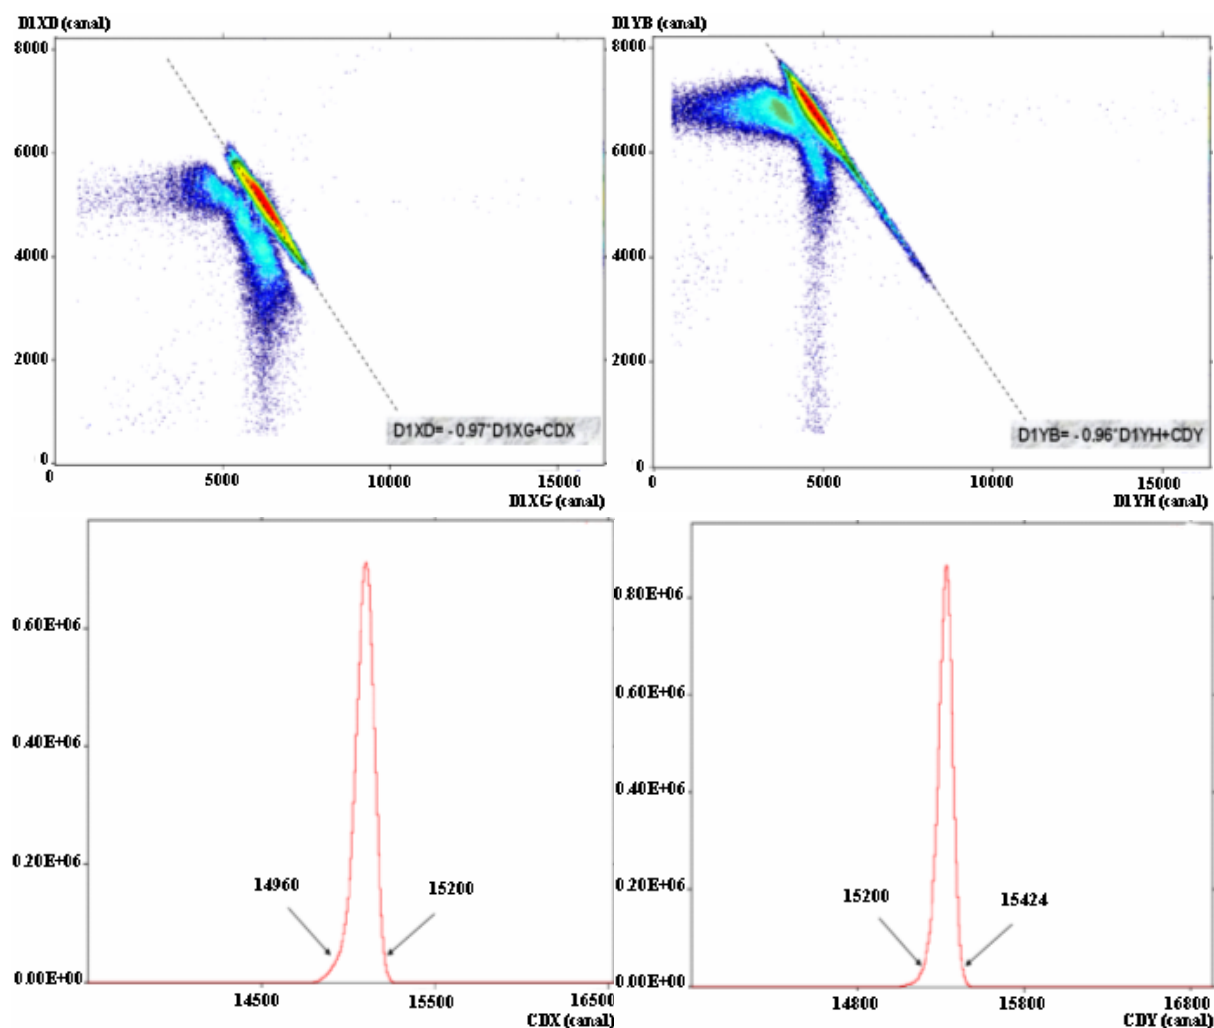 D1XD (canal)
8000
6000
4000
2000
0
0 5000 10000 15000
D1XG (canal)
D1XD= - 0.97*D1XG+CDX
D1YB (canal)
8000
6000
4000
2000
0
0 5000 10000 15000
D1YH (canal)
D1YB= - 0.96*D1YH+CDY
0.60E+06
0.40E+06
0.20E+06
0.00E+00
14960
15200
14500 15500 16500
CDX (canal)
0.80E+06
0.60E+06
0.40E+06
0.20E+06
0.00E+00
15200
15424
14800 15800 16800
CDY (canal)